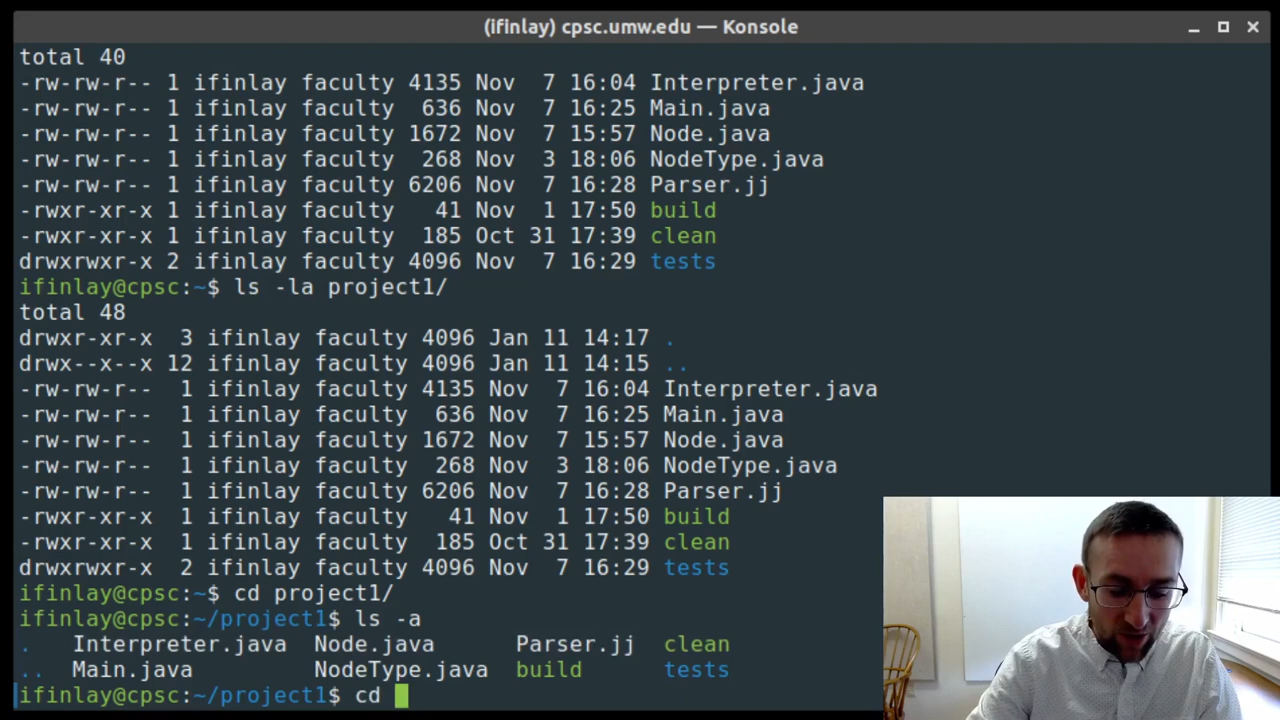 (ifinlay) cpsc.umw.edu — Konsole
total 40
-rw-rw-r-- 1 ifinlay faculty 4135 Nov  7 16:04 Interpreter.java
-rw-rw-r-- 1 ifinlay faculty  636 Nov  7 16:25 Main.java
-rw-rw-r-- 1 ifinlay faculty 1672 Nov  7 15:57 Node.java
-rw-rw-r-- 1 ifinlay faculty  268 Nov  3 18:06 NodeType.java
-rw-rw-r-- 1 ifinlay faculty 6206 Nov  7 16:28 Parser.jj
-rwxr-xr-x 1 ifinlay faculty   41 Nov  1 17:50 build
-rwxr-xr-x 1 ifinlay faculty  185 Oct 31 17:39 clean
drwxrwxr-x 2 ifinlay faculty 4096 Nov  7 16:29 tests
ifinlay@cpsc:~$ ls -la project1/
total 48
drwxr-xr-x  3 ifinlay faculty 4096 Jan 11 14:17 .
drwx--x--x 12 ifinlay faculty 4096 Jan 11 14:15 ..
-rw-rw-r--  1 ifinlay faculty 4135 Nov  7 16:04 Interpreter.java
-rw-rw-r--  1 ifinlay faculty  636 Nov  7 16:25 Main.java
-rw-rw-r--  1 ifinlay faculty 1672 Nov  7 15:57 Node.java
-rw-rw-r--  1 ifinlay faculty  268 Nov  3 18:06 NodeType.java
-rw-rw-r--  1 ifinlay faculty 6206 Nov  7 16:28 Parser.jj
-rwxr-xr-x  1 ifinlay faculty   41 Nov  1 17:50 build
-rwxr-xr-x  1 ifinlay faculty  185 Oct 31 17:39 clean
drwxrwxr-x  2 ifinlay faculty 4096 Nov  7 16:29 tests
ifinlay@cpsc:~$ cd project1/
ifinlay@cpsc:~/project1$ ls -a
.   Interpreter.java  Node.java      Parser.jj  clean
..  Main.java         NodeType.java  build      tests
ifinlay@cpsc:~/project1$ cd